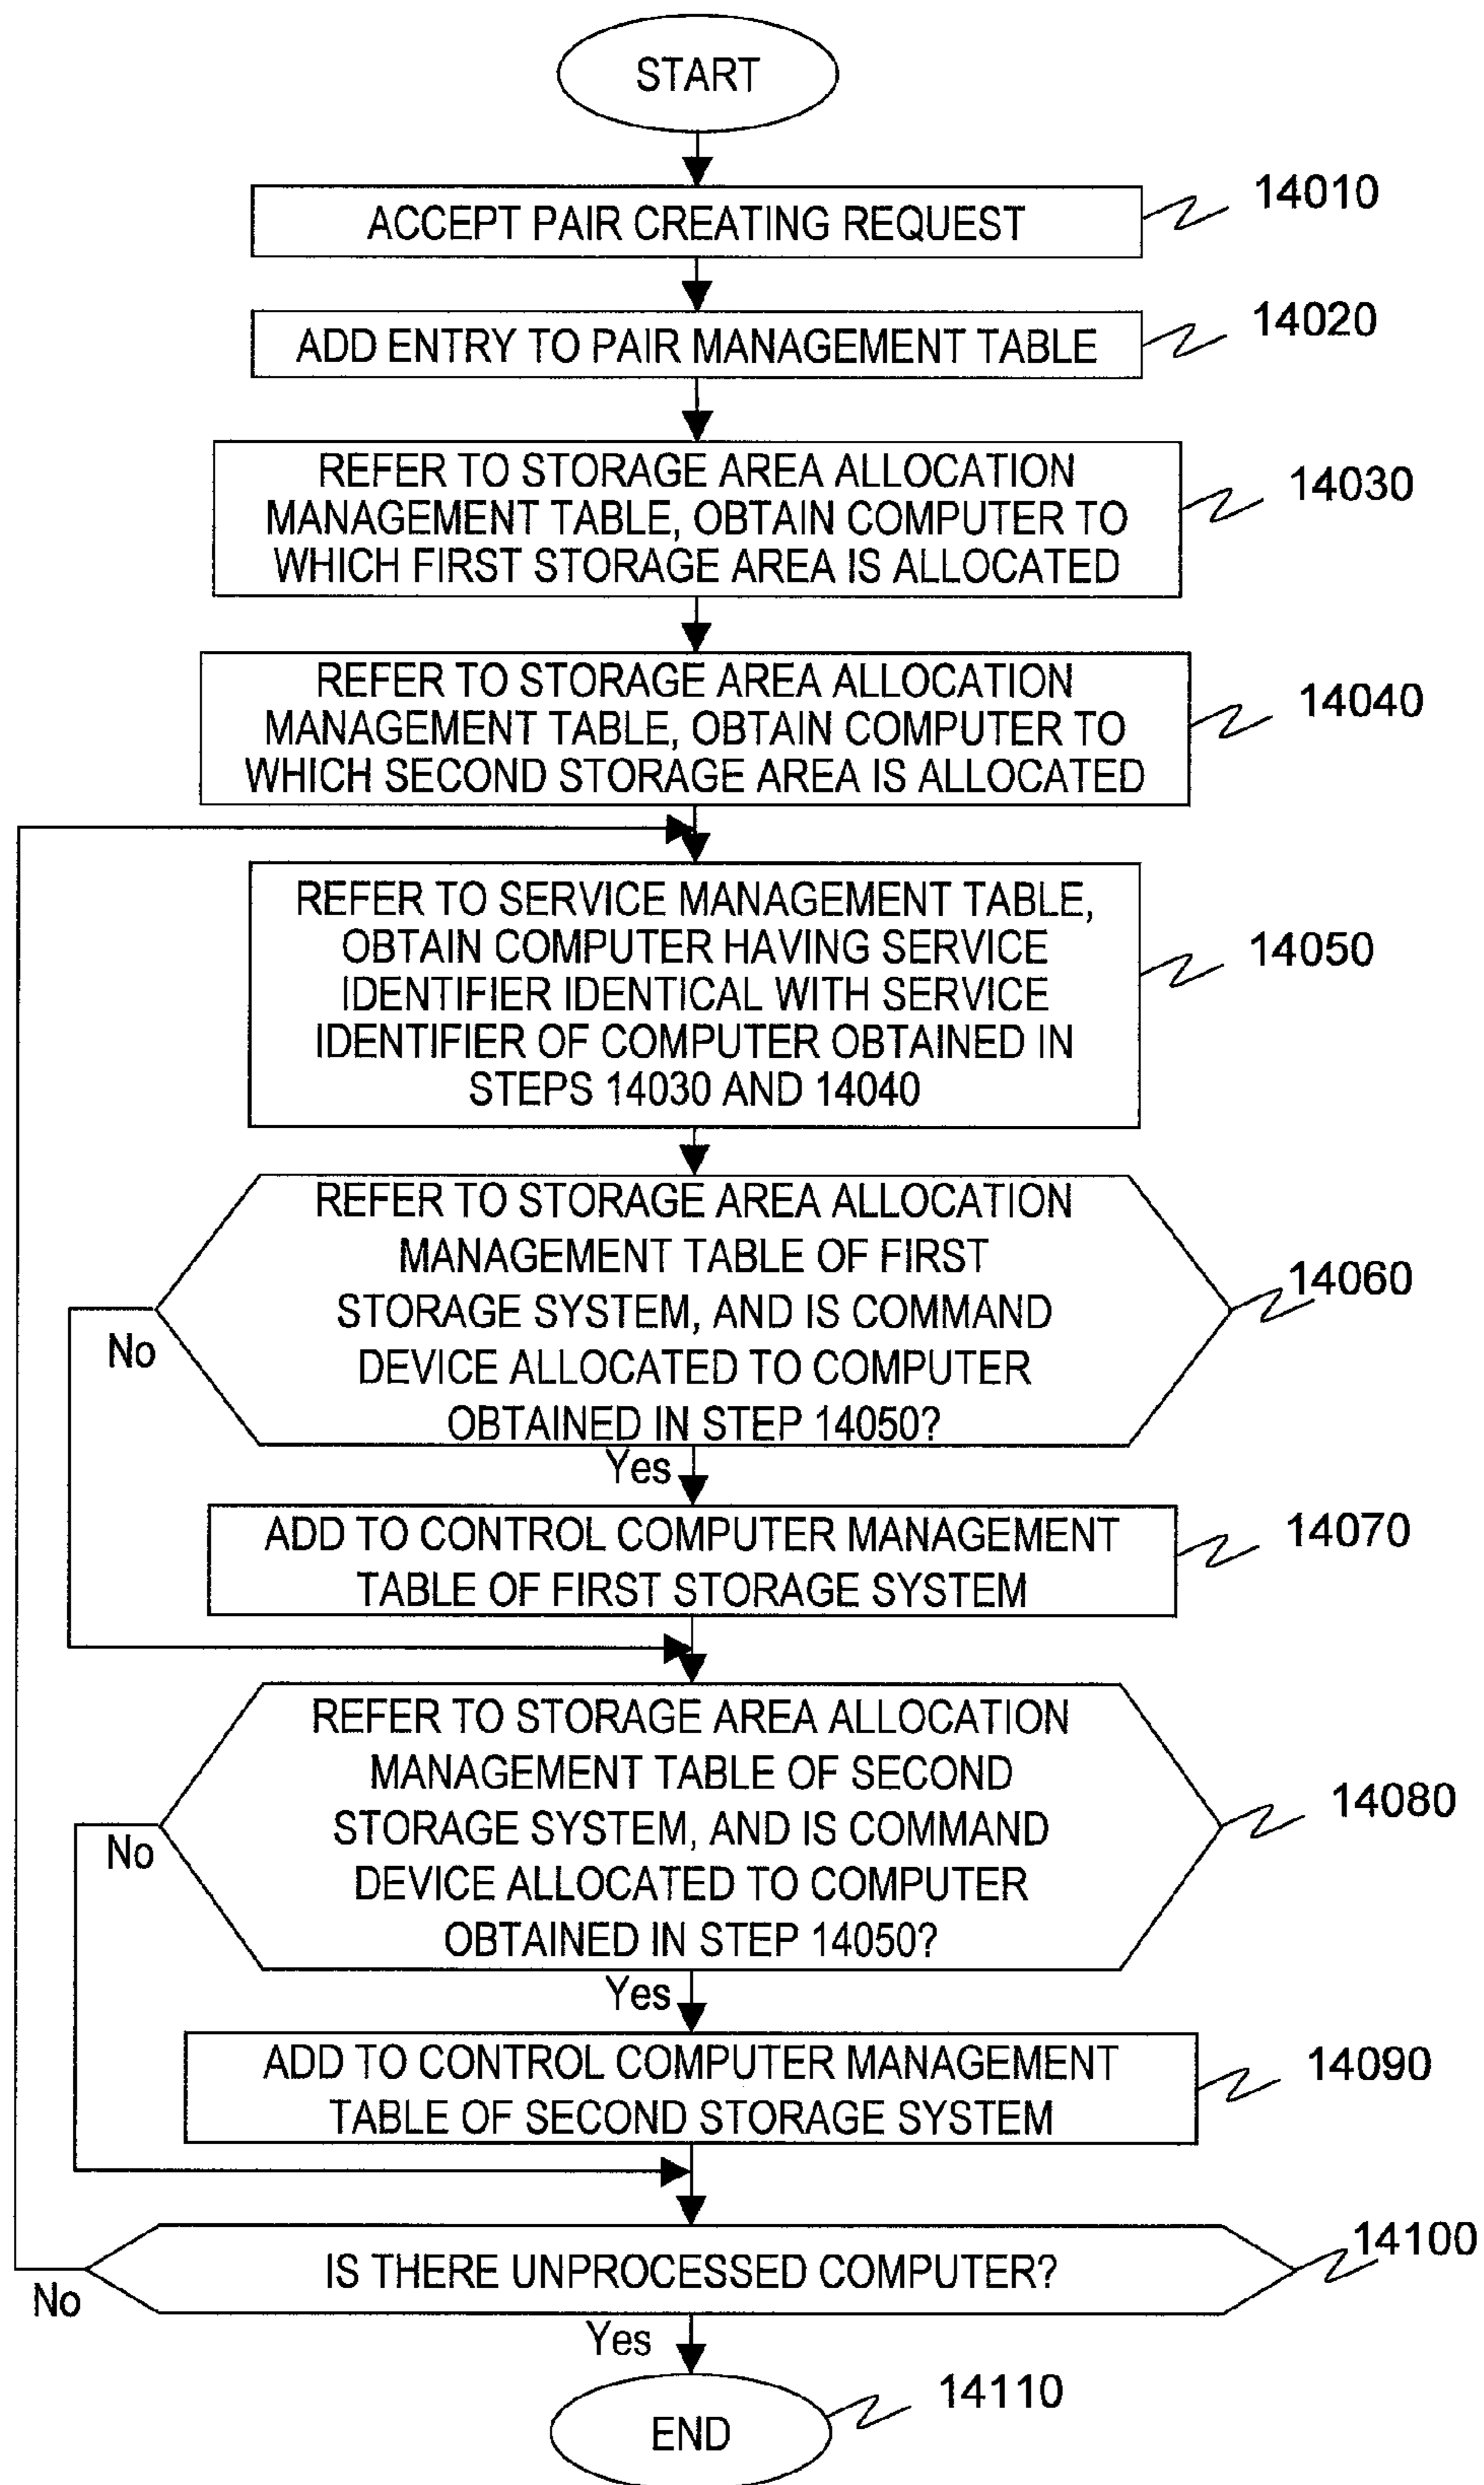 START
ACCEPT PAIR CREATING REQUEST
14010
ADD ENTRY TO PAIR MANAGEMENT TABLE
14020
REFER TO STORAGE AREA ALLOCATION
MANAGEMENT TABLE, OBTAIN COMPUTER TO
WHICH FIRST STORAGE AREA IS ALLOCATED
14030
REFER TO STORAGE AREA ALLOCATION
MANAGEMENT TABLE, OBTAIN COMPUTER TO
WHICH SECOND STORAGE AREA IS ALLOCATED
14040
REFER TO SERVICE MANAGEMENT TABLE,
OBTAIN COMPUTER HAVING SERVICE
IDENTIFIER IDENTICAL WITH SERVICE
IDENTIFIER OF COMPUTER OBTAINED IN
STEPS 14030 AND 14040
14050
REFER TO STORAGE AREA ALLOCATION
MANAGEMENT TABLE OF FIRST
STORAGE SYSTEM, AND IS COMMAND
DEVICE ALLOCATED TO COMPUTER
OBTAINED IN STEP 14050?
14060
No
Yes
ADD TO CONTROL COMPUTER MANAGEMENT
TABLE OF FIRST STORAGE SYSTEM
14070
REFER TO STORAGE AREA ALLOCATION
MANAGEMENT TABLE OF SECOND
STORAGE SYSTEM, AND IS COMMAND
DEVICE ALLOCATED TO COMPUTER
OBTAINED IN STEP 14050?
14080
No
Yes
ADD TO CONTROL COMPUTER MANAGEMENT
TABLE OF SECOND STORAGE SYSTEM
14090
IS THERE UNPROCESSED COMPUTER?
14100
No
Yes
END
14110